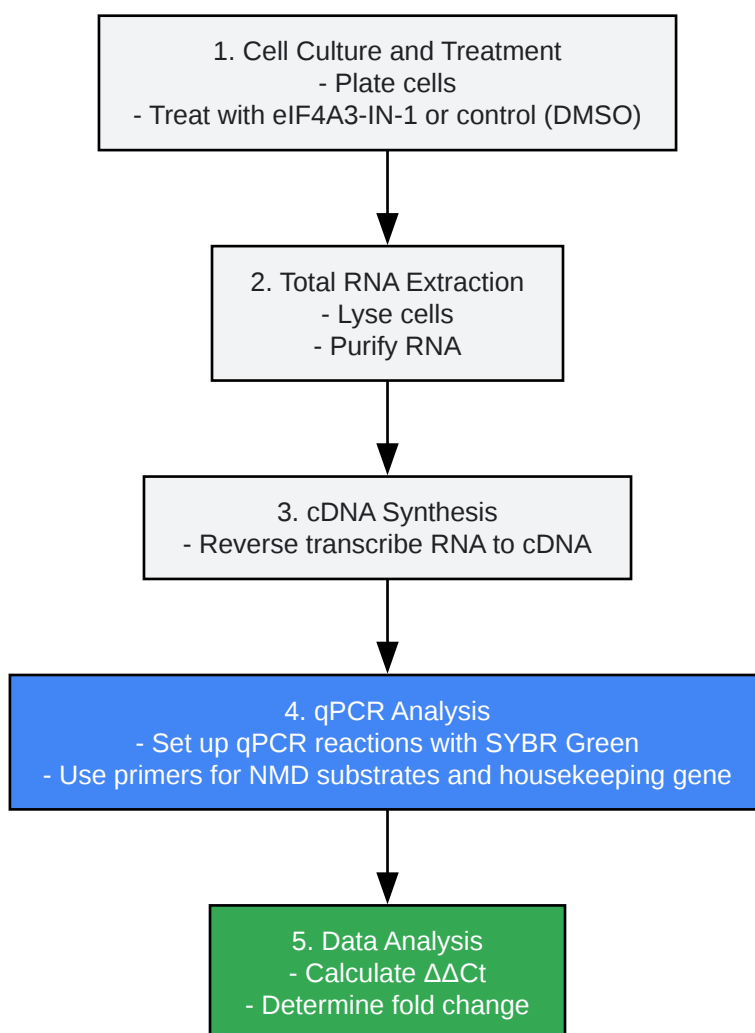 1. Cell Culture and Treatment
- Plate cells
- Treat with eIF4A3-IN-1 or control (DMSO)
2. Total RNA Extraction
- Lyse cells
- Purify RNA
3. cDNA Synthesis
- Reverse transcribe RNA to cDNA
4. qPCR Analysis
- Set up qPCR reactions with SYBR Green
- Use primers for NMD substrates and housekeeping gene
5. Data Analysis
- Calculate ΔΔCt
- Determine fold change